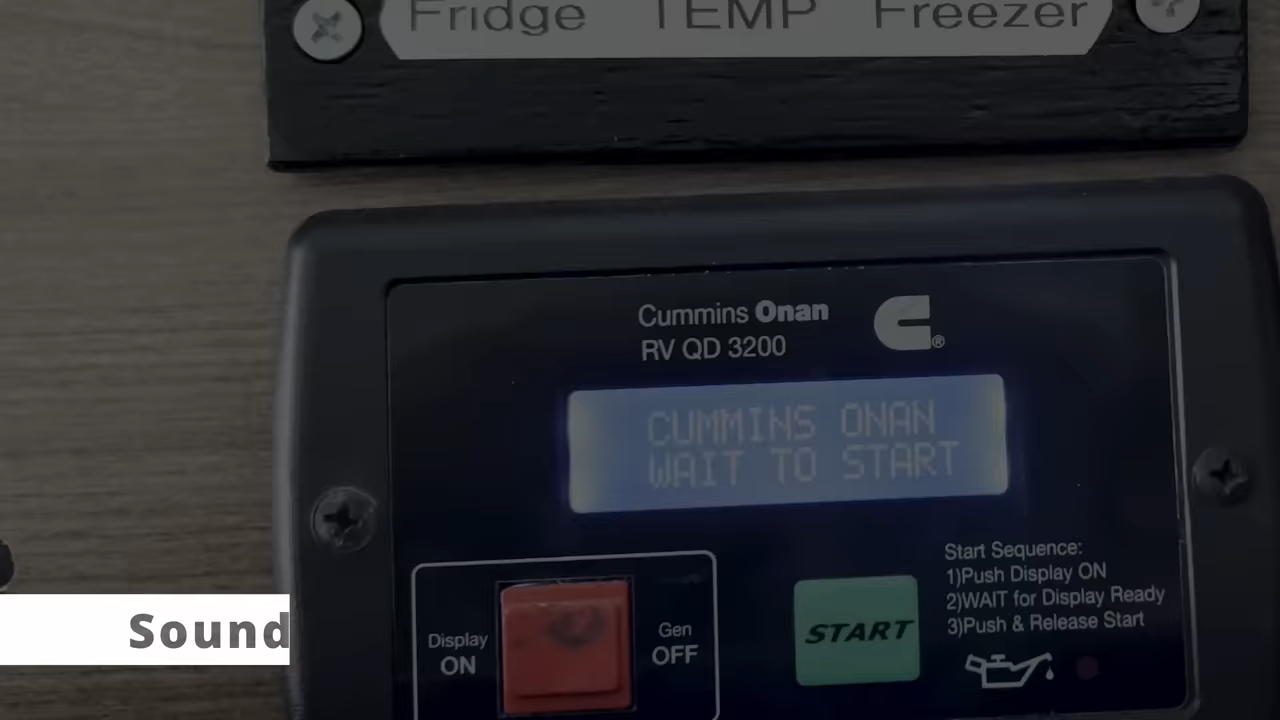 Fridge TEMP Freezer
Cummins Onan
RV QD 3200
®
CUMMINS ONAN
WAIT TO START
Start Sequence:
1)Push Display ON
2)WAIT for Display Ready
3)Push & Release Start
Display
ON
Gen
OFF
START
Sound